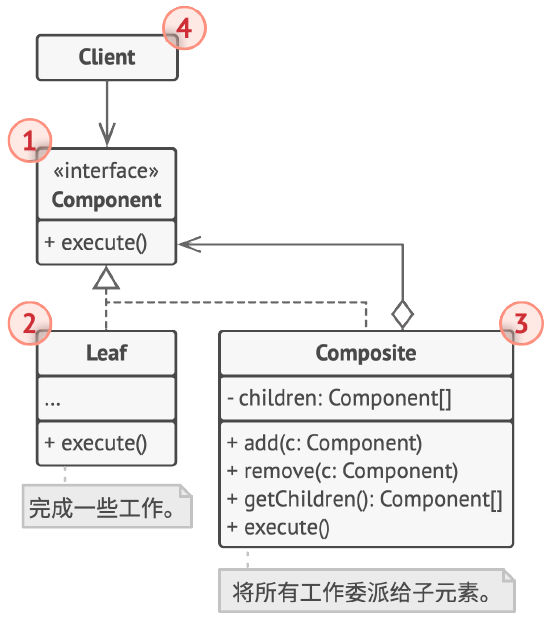 4
Client
1
«interface»
Component
+ execute()
2
Leaf
...
+ execute()
完成一些工作。
3
Composite
- children: Component[]
+ add(c: Component)
+ remove(c: Component)
+ getChildren(): Component[]
+ execute()
将所有工作委派给子元素。